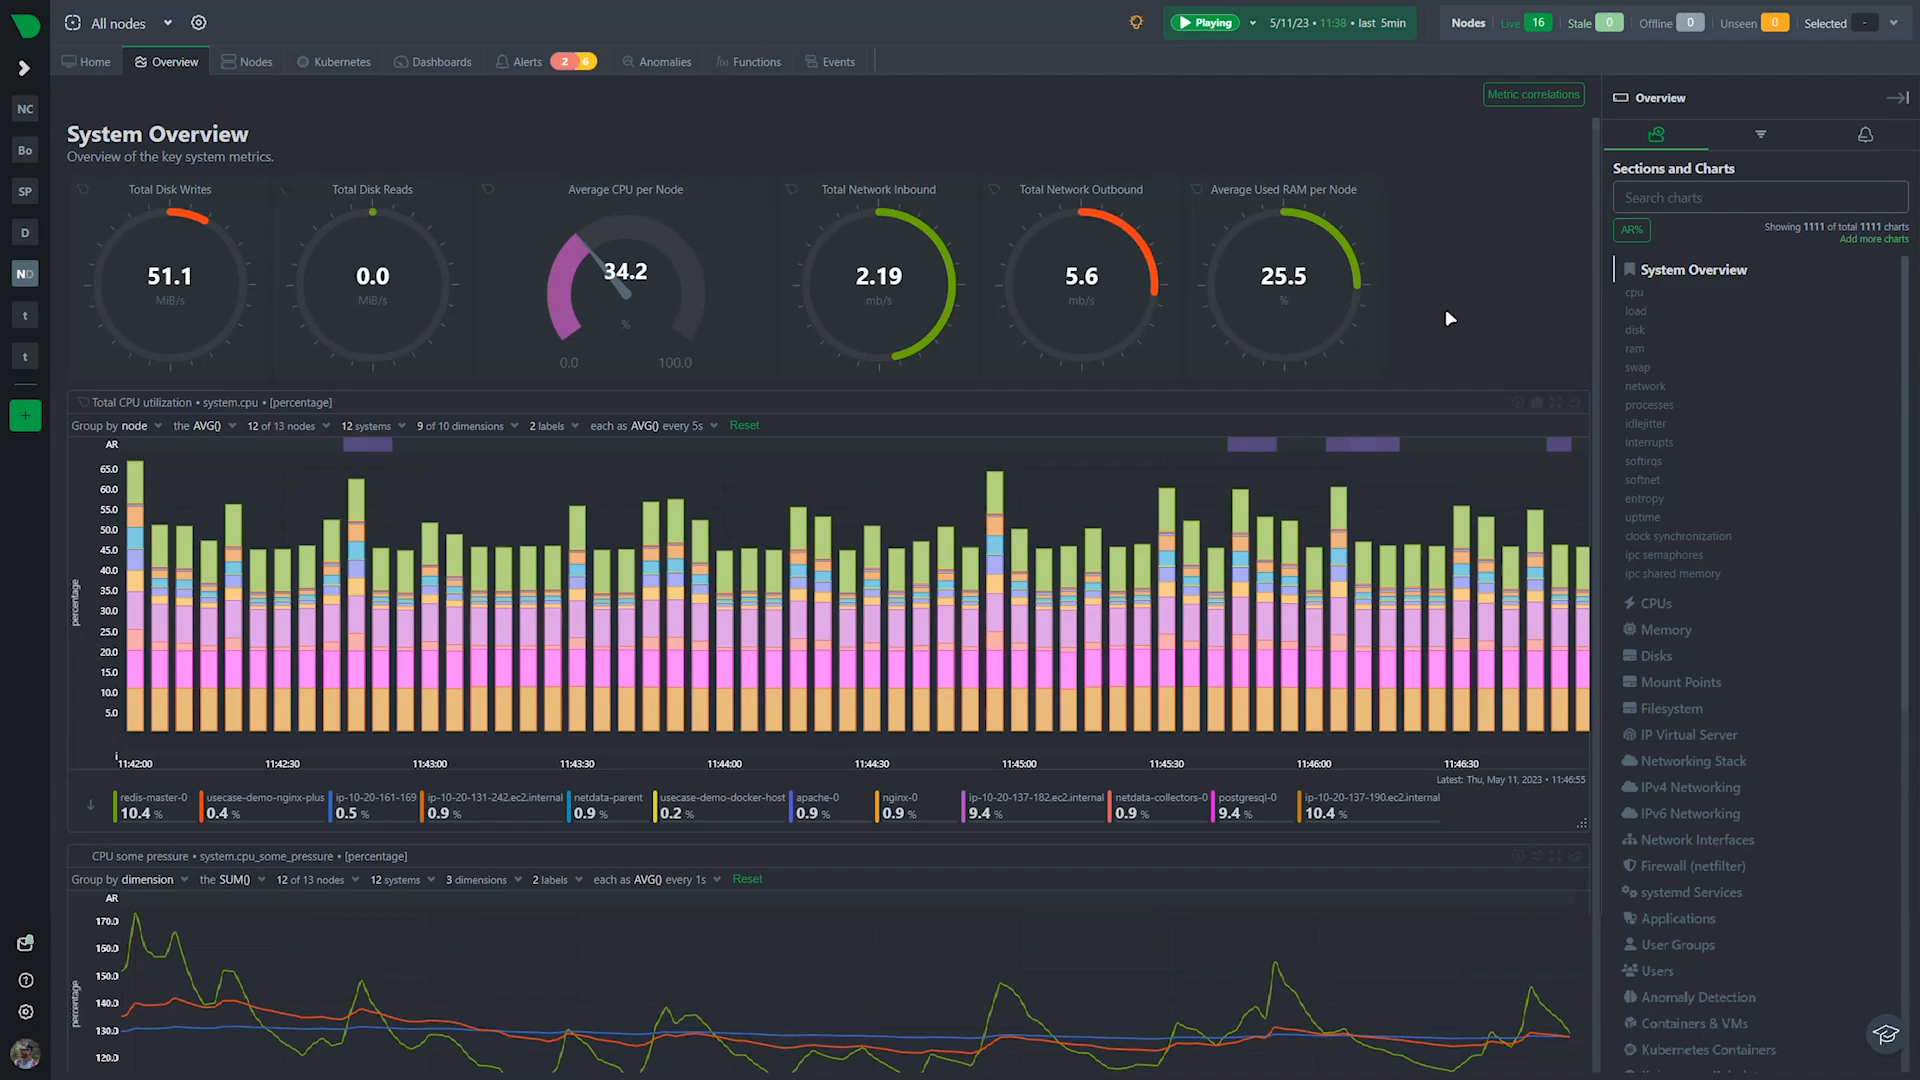 All nodes
Playing 5/11/23 • 11:38 • last 5min
Nodes Live 16 Stale 0 Offline 0 Unseen 0 Selected -
Home Overview Nodes Kubernetes Dashboards Alerts 2 6 Anomalies Functions Events
NC
Bo
SP
D
ND
t
t
+
Metric correlations
System Overview
Overview of the key system metrics.
Total Disk Writes
51.1
MiB/s
Total Disk Reads
0.0
MiB/s
Average CPU per Node
34.2
%
0.0 100.0
Total Network Inbound
2.19
mb/s
Total Network Outbound
5.6
mb/s
Average Used RAM per Node
25.5
%
Total CPU utilization • system.cpu • [percentage]
Group by node the AVG() 12 of 13 nodes 12 systems 9 of 10 dimensions 2 labels each as AVG() every 5s Reset
AR
65.0
60.0
55.0
50.0
45.0
40.0
35.0
30.0
25.0
20.0
15.0
10.0
5.0
percentage
11:42:00 11:42:30 11:43:00 11:43:30 11:44:00 11:44:30 11:45:00 11:45:30 11:46:00 11:46:30
Latest: Thu, May 11, 2023 • 11:46:55
redis-master-0 usecase-demo-nginx-plus ip-10-20-161-169 ip-10-20-131-242.ec2.internal netdata-parent usecase-demo-docker-host apache-0 nginx-0 ip-10-20-137-182.ec2.internal netdata-collectors-0 postgresql-0 ip-10-20-137-190.ec2.internal
10.4 % 0.4 % 0.5 % 0.9 % 0.9 % 0.2 % 0.9 % 0.9 % 9.4 % 0.9 % 9.4 % 10.4 %
CPU some pressure • system.cpu_some_pressure • [percentage]
Group by dimension the SUM() 12 of 13 nodes 12 systems 3 dimensions 2 labels each as AVG() every 1s Reset
AR
170.0
160.0
150.0
140.0
130.0
120.0
percentage
Overview
Sections and Charts
Search charts
AR%
Showing 1111 of total 1111 charts
Add more charts
System Overview
cpu
load
disk
ram
swap
network
processes
idlejitter
interrupts
softirqs
softnet
entropy
uptime
clock synchronization
ipc semaphores
ipc shared memory
CPUs
Memory
Disks
Mount Points
Filesystem
IP Virtual Server
Networking Stack
IPv4 Networking
IPv6 Networking
Network Interfaces
Firewall (netfilter)
systemd Services
Applications
User Groups
Users
Anomaly Detection
Containers & VMs
Kubernetes Containers